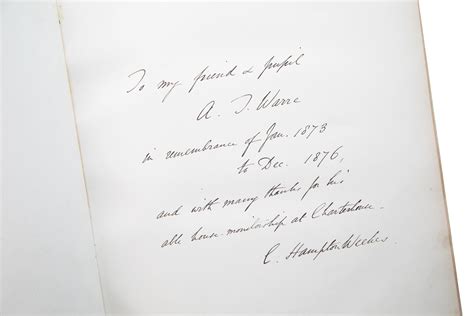 To my friend & pupil
A. T. Warre
in remembrance of Jan. 1873
to Dec. 1876,
and with many thanks for his
able house-monitorship at Charterhouse.
C. Hampton Weekes.